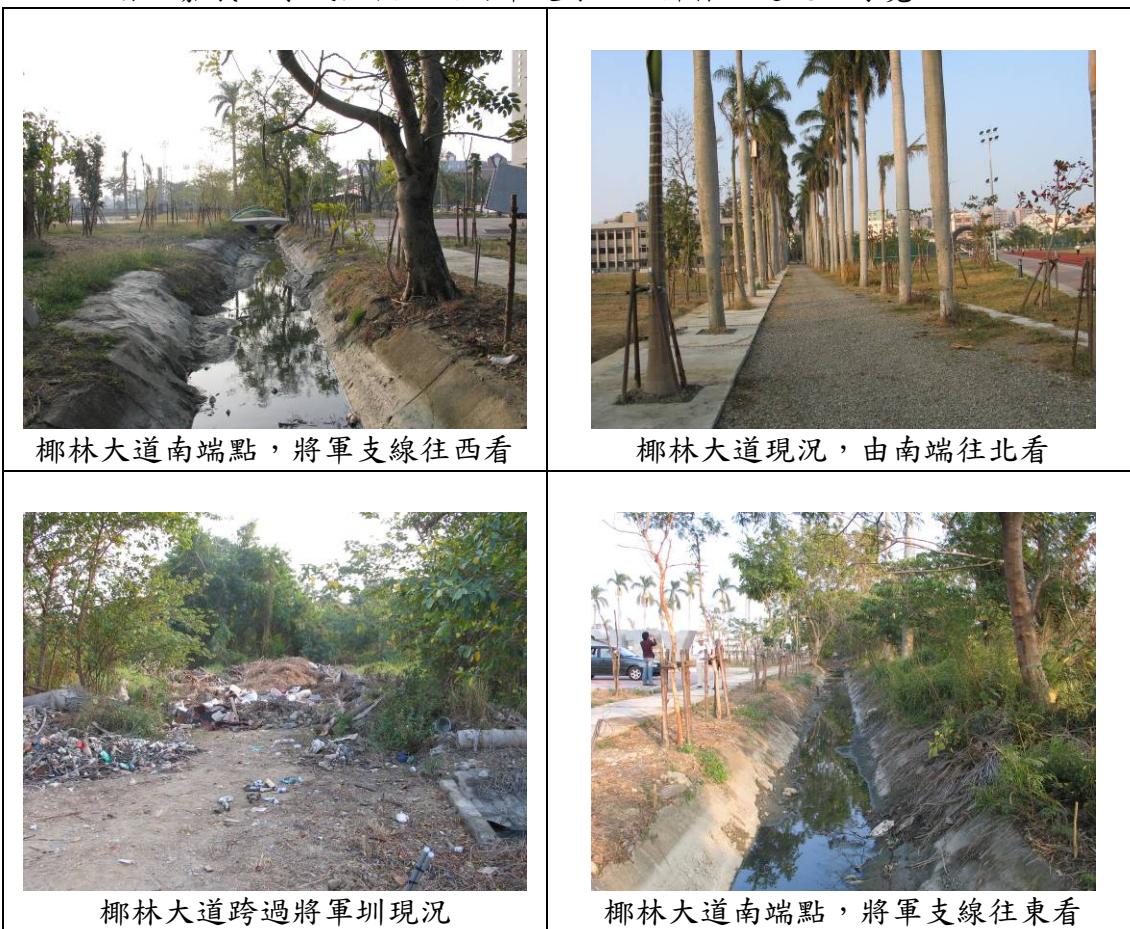 椰林大道南端點，將軍支線往西看
椰林大道現況，由南端往北看
椰林大道跨過將軍圳現況
椰林大道南端點，將軍支線往東看